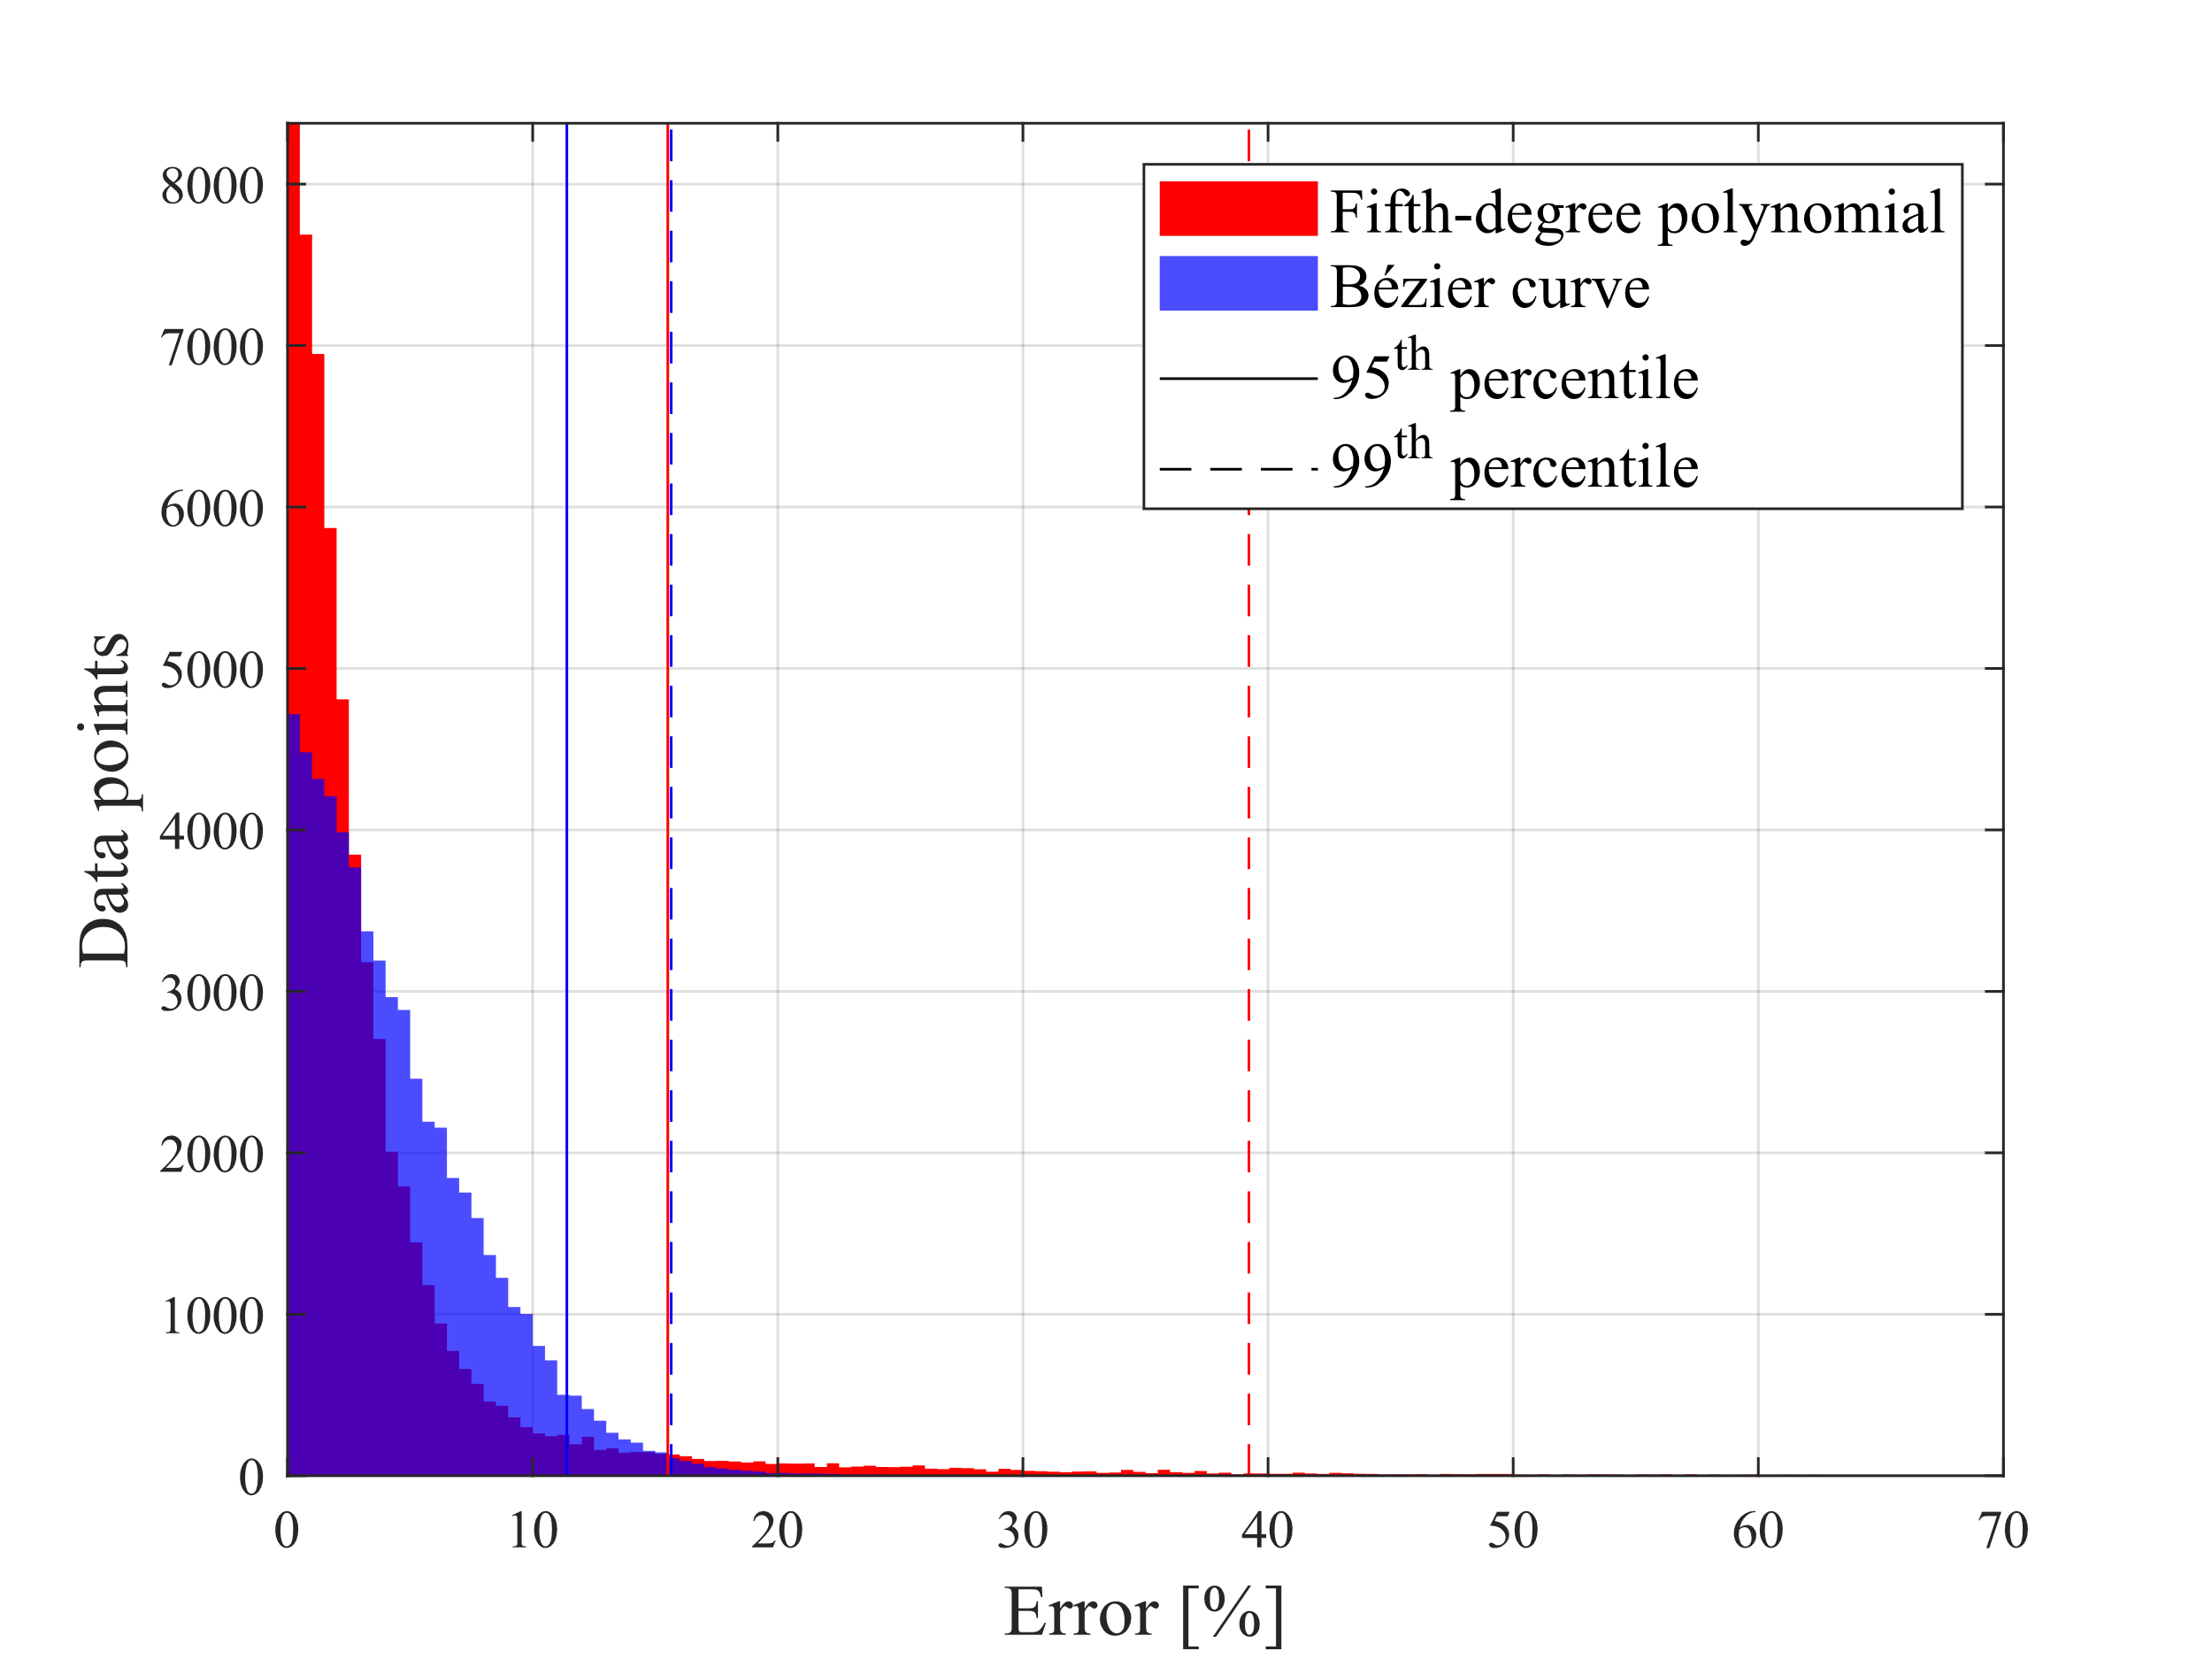 8000
7000
6000
5000
4000
3000
2000
1000
0
Data points
Fifth-degree polynomial
Bézier curve
95th percentile
99th percentile
0 10 20 30 40 50 60 70
Error [%]